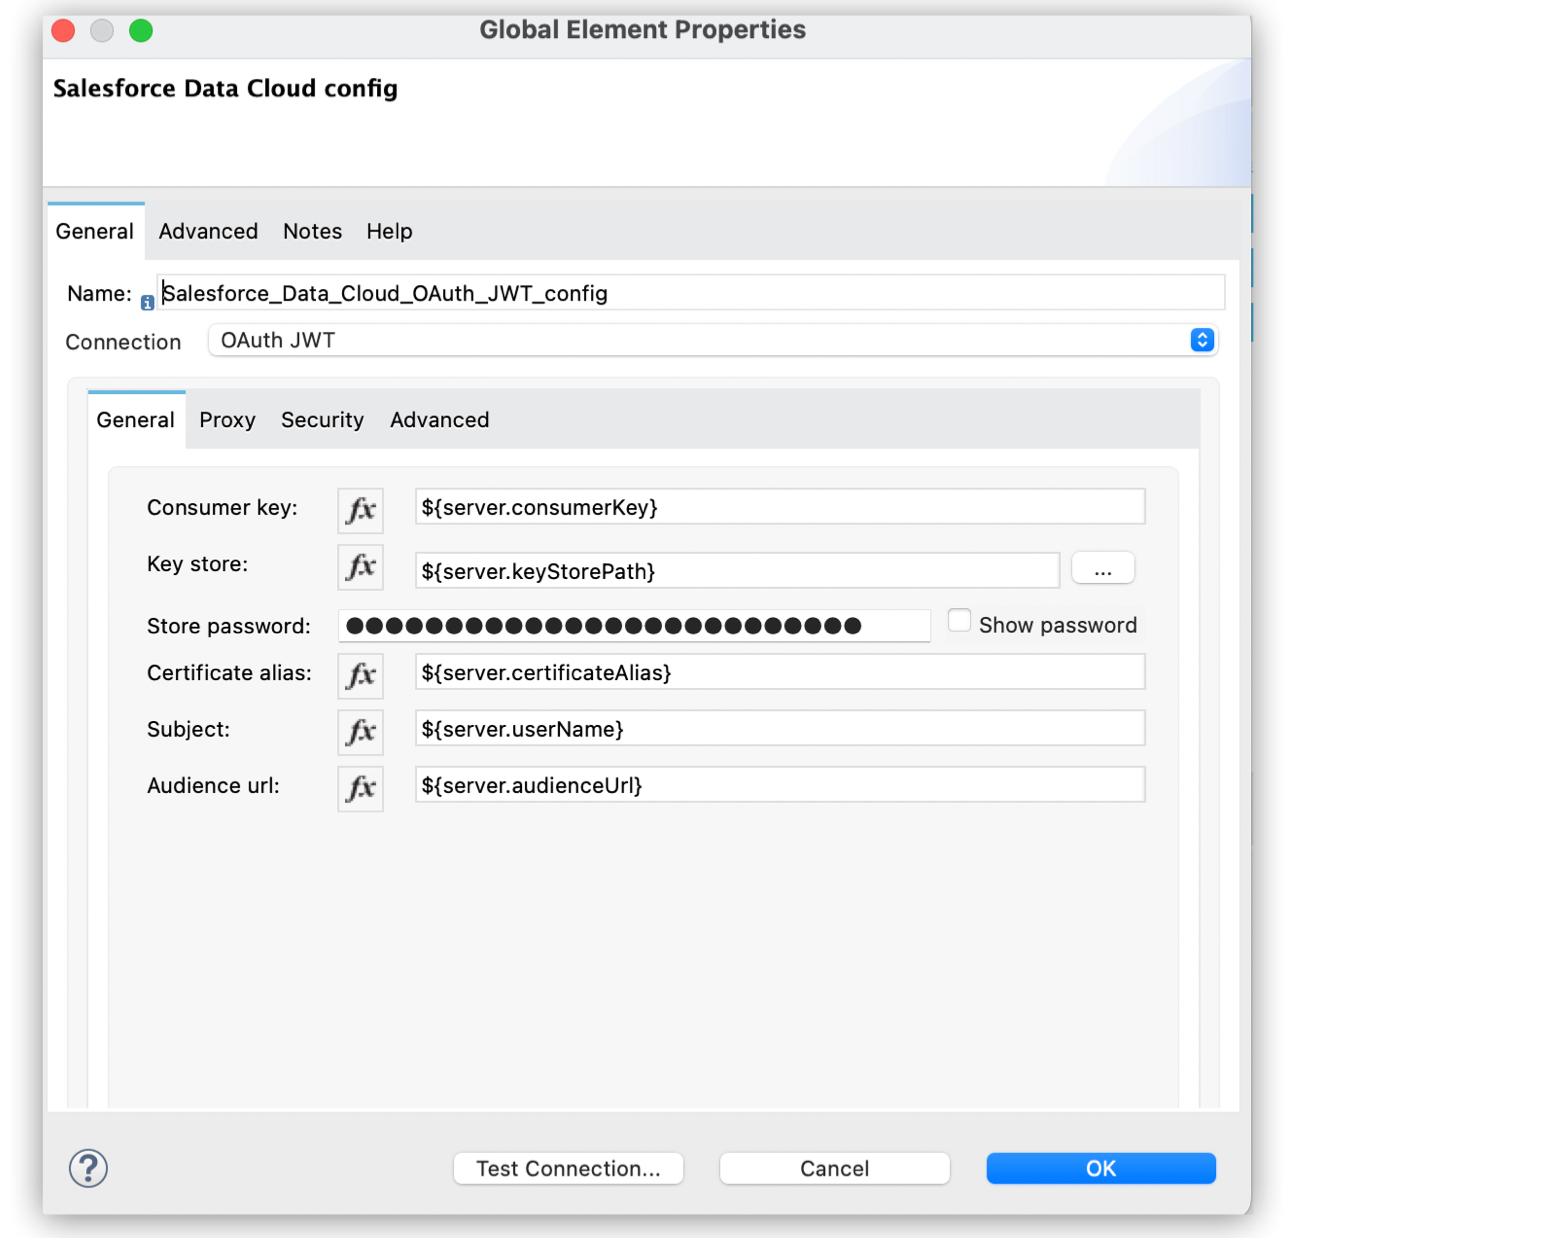 Global Element Properties
Salesforce Data Cloud config
General Advanced Notes Help
Name: Salesforce_Data_Cloud_OAuth_JWT_config
Connection OAuth JWT
General Proxy Security Advanced
Consumer key: fx ${server.consumerKey}
Key store: fx ${server.keyStorePath} ...
Store password: ●●●●●●●●●●●●●●●●●●●●●●●●●● Show password
Certificate alias: fx ${server.certificateAlias}
Subject: fx ${server.userName}
Audience url: fx ${server.audienceUrl}
? Test Connection... Cancel OK